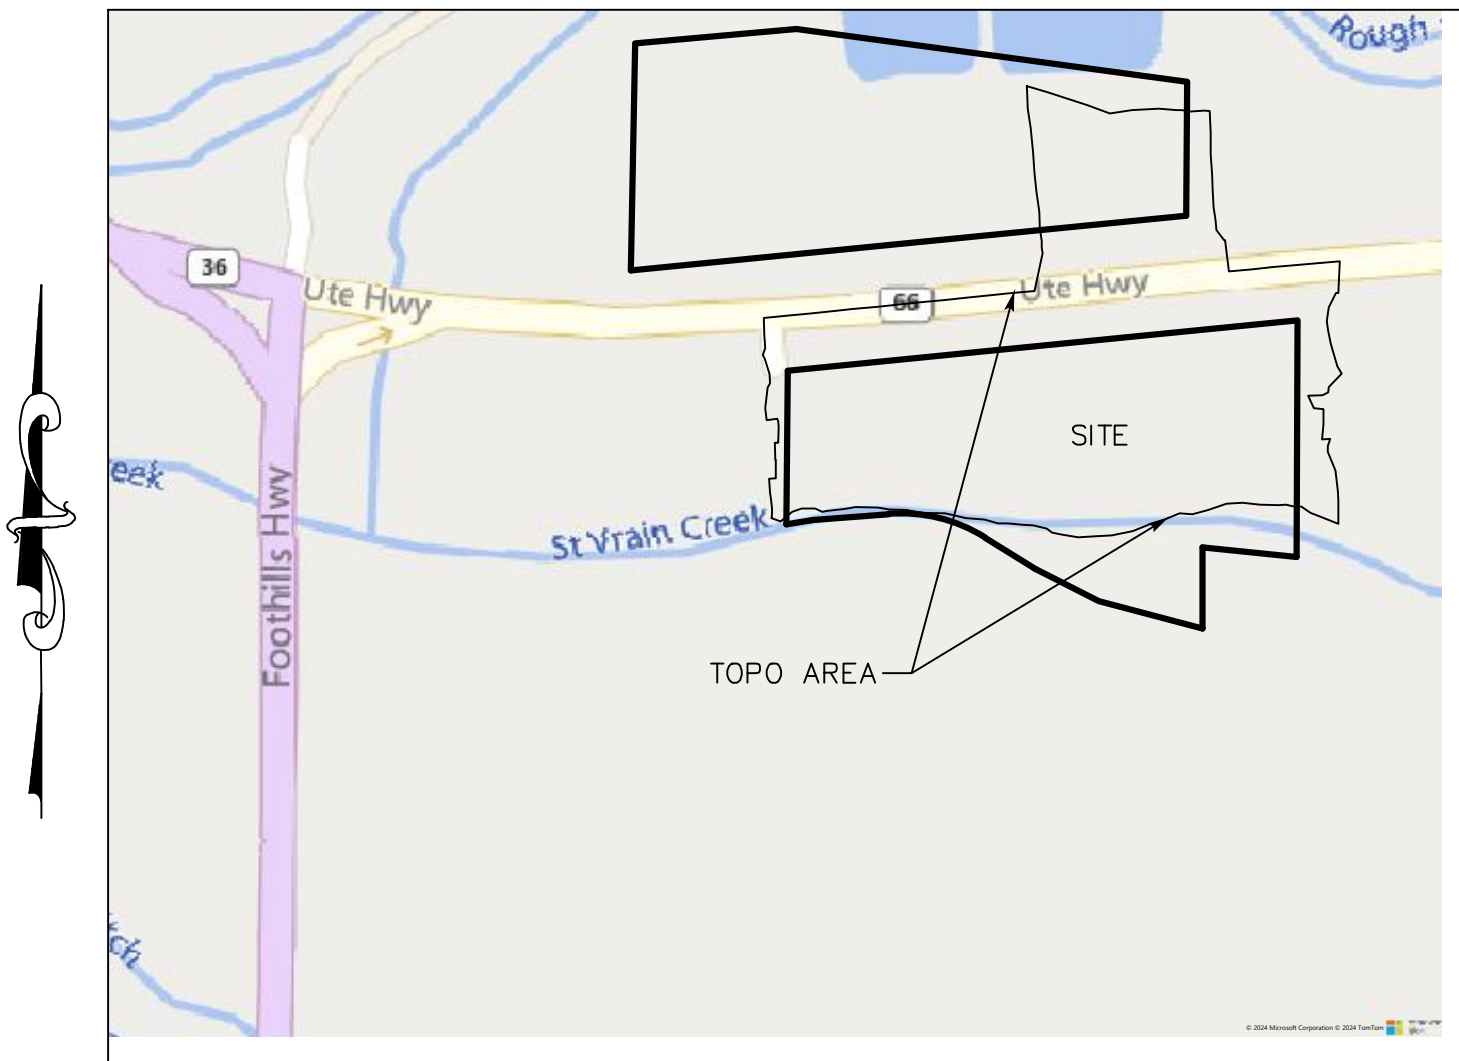 Rough
36
Ute Hwy
66
Ute Hwy
SITE
eek
St Vrain Creek
Foothills Hwy
TOPO AREA
ch
© 2024 Microsoft Corporation © 2024 TomTom